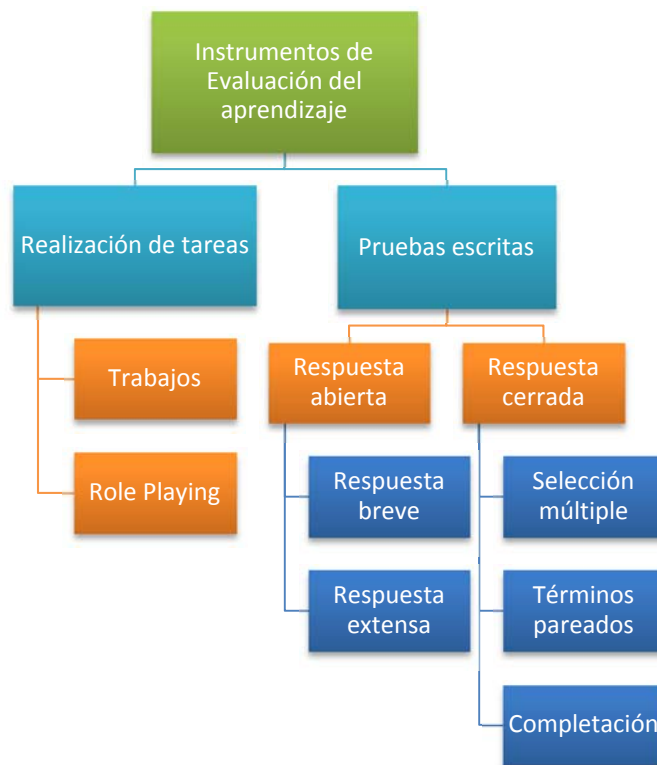 Instrumentos de
Evaluación del
aprendizaje
Realización de tareas
Pruebas escritas
Trabajos
Role Playing
Respuesta
abierta
Respuesta
cerrada
Respuesta
breve
Respuesta
extensa
Selección
múltiple
Términos
pareados
Completación